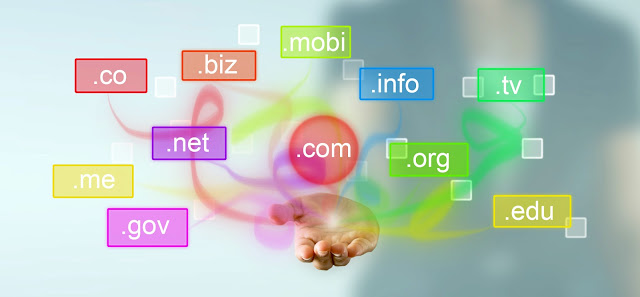 .mobi
.biz
.co
.info
.tv
.net
.com
.org
.me
.edu
.gov